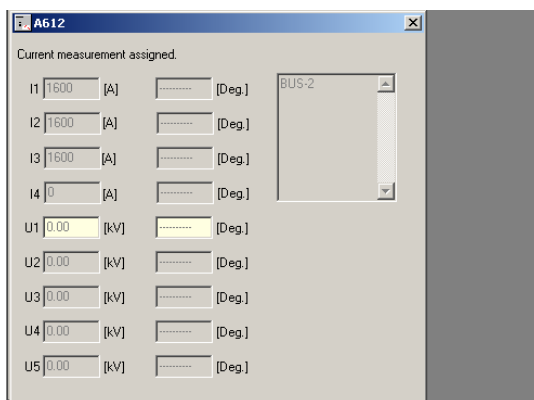 A612
Current measurement assigned.
I1 1600 [A] --------- [Deg.] BUS-2
I2 1600 [A] --------- [Deg.]
I3 1600 [A] --------- [Deg.]
I4 0 [A] --------- [Deg.]
U1 0.00 [kV] --------- [Deg.]
U2 0.00 [kV] --------- [Deg.]
U3 0.00 [kV] --------- [Deg.]
U4 0.00 [kV] --------- [Deg.]
U5 0.00 [kV] --------- [Deg.]